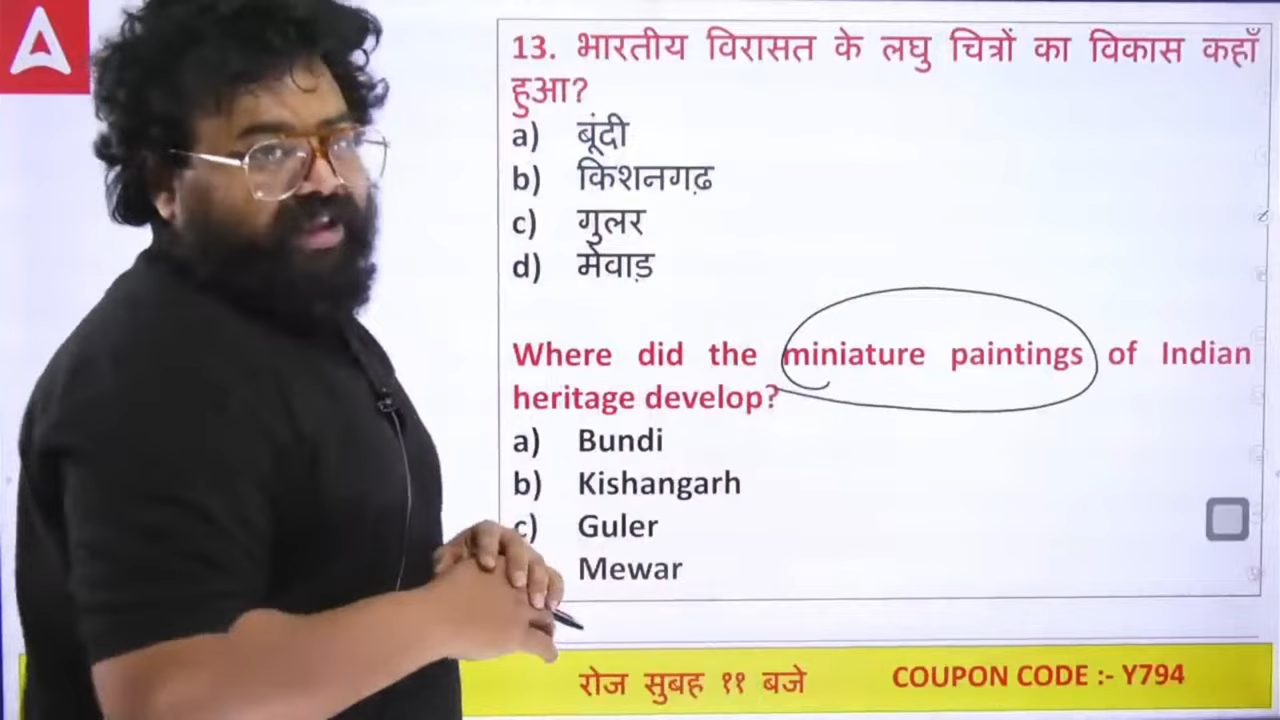 13. भारतीय विरासत के लघु चित्रों का विकास कहाँ
हुआ?
a) बूंदी
b) किशनगढ़
c) गुलर
d) मेवाड़
Where did the miniature paintings of Indian
heritage develop?
a) Bundi
b) Kishangarh
c) Guler
Mewar
रोज सुबह ११ बजे
COUPON CODE :- Y794